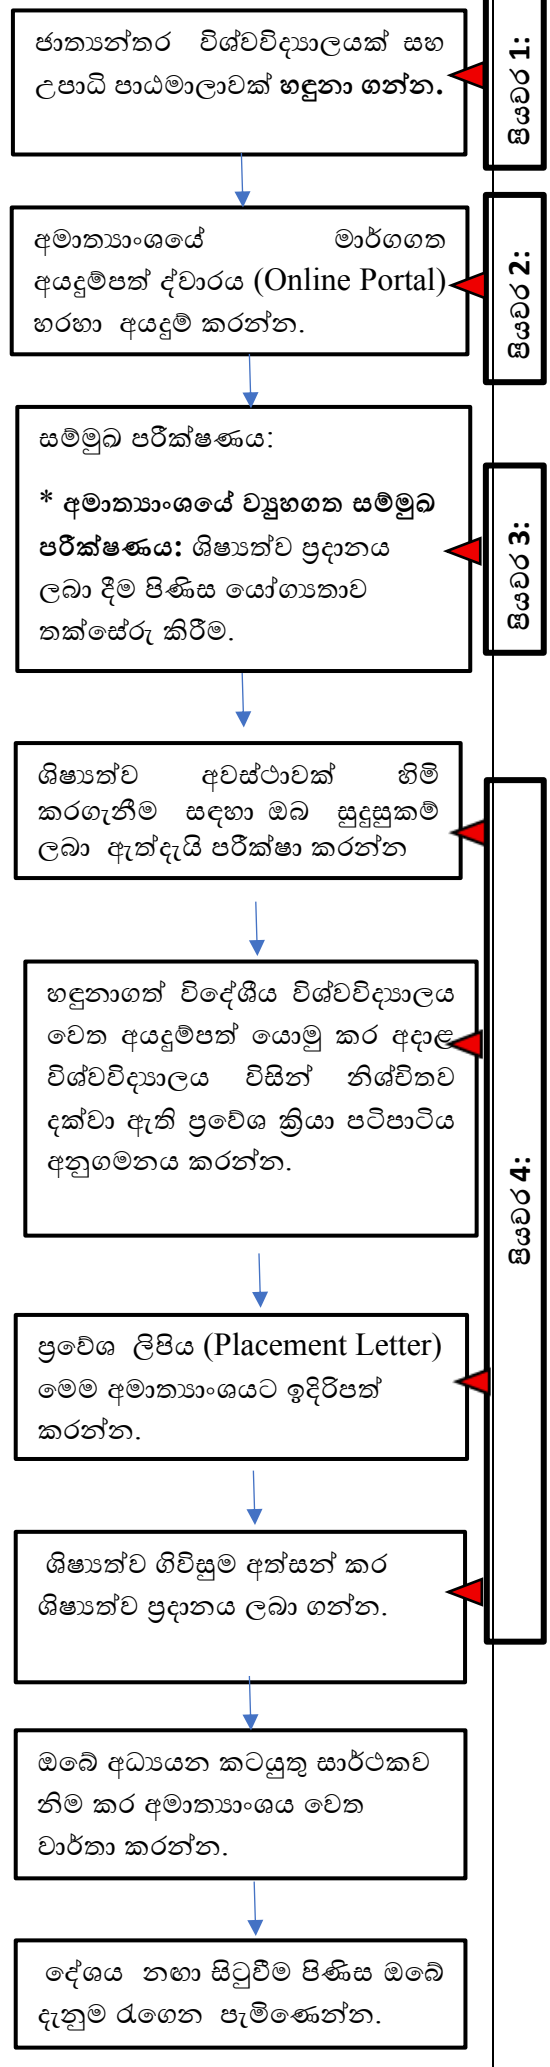 ජාත්‍යන්තර විශ්වවිද්‍යාලයක් සහ
උපාධි පාඨමාලාවක් හඳුනා ගන්න.
සියවර 1:
අමාත්‍යාංශයේ මාර්ගගත
අයදුම්පත් ද්වාරය (Online Portal)
හරහා අයදුම් කරන්න.
සියවර 2:
සම්මුඛ පරීක්ෂණය:
* අමාත්‍යාංශයේ ව්‍යුහගත සම්මුඛ
පරීක්ෂණය: ශිෂ්‍යත්ව ප්‍රදානය
ලබා දීම පිණිස යෝග්‍යතාව
තක්සේරු කිරීම.
සියවර 3:
ශිෂ්‍යත්ව අවස්ථාවක් හිමි
කරගැනීම සඳහා ඔබ සුදුසුකම්
ලබා ඇත්දැයි පරීක්ෂා කරන්න
හඳුනාගත් විදේශීය විශ්වවිද්‍යාලය
වෙත අයදුම්පත් යොමු කර අදාළ
විශ්වවිද්‍යාලය විසින් නිශ්චිතව
දක්වා ඇති ප්‍රවේශ ක්‍රියා පටිපාටිය
අනුගමනය කරන්න.
සියවර 4:
ප්‍රවේශ ලිපිය (Placement Letter)
මෙම අමාත්‍යාංශයට ඉදිරිපත්
කරන්න.
ශිෂ්‍යත්ව ගිවිසුම අත්සන් කර
ශිෂ්‍යත්ව ප්‍රදානය ලබා ගන්න.
ඔබේ අධ්‍යයන කටයුතු සාර්ථකව
නිම කර අමාත්‍යාංශය වෙත
වාර්තා කරන්න.
දේශය නඟා සිටුවීම පිණිස ඔබේ
දැනුම රැගෙන පැමිණෙන්න.